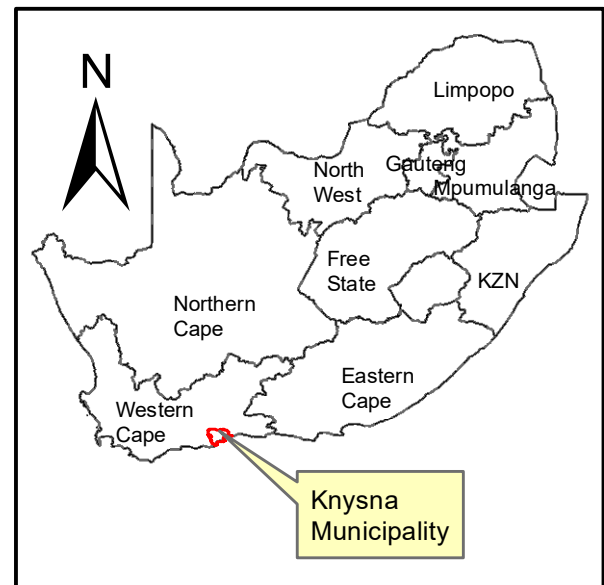 N
Limpopo
North
West
Gauteng
Mpumulanga
Free
State
KZN
Northern
Cape
Eastern
Cape
Western
Cape
Knysna
Municipality